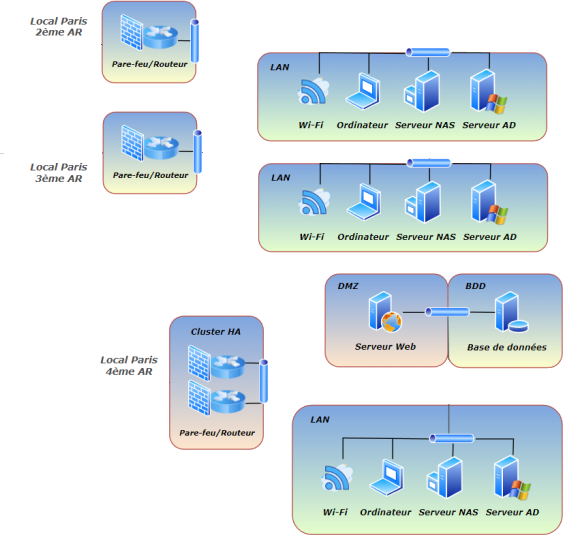 Local Paris
2ème AR
Pare-feu/Routeur
LAN
Wi-Fi Ordinateur Serveur NAS Serveur AD
Local Paris
3ème AR
Pare-feu/Routeur
LAN
Wi-Fi Ordinateur Serveur NAS Serveur AD
DMZ BDD
Serveur Web Base de données
Local Paris
4ème AR
Cluster HA
Pare-feu/Routeur
LAN
Wi-Fi Ordinateur Serveur NAS Serveur AD